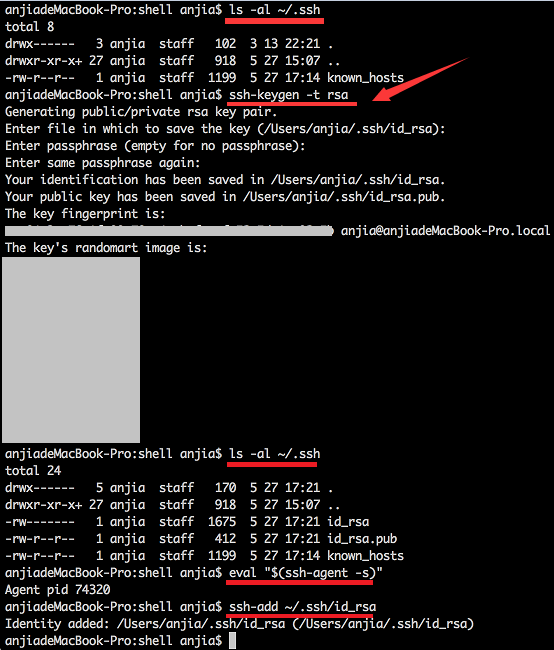 anjiadeMacBook-Pro:shell anjia$ ls -al ~/.ssh
total 8
drwx------   3 anjia  staff   102  3 13 22:21 .
drwxr-xr-x+ 27 anjia  staff   918  5 27 15:07 ..
-rw-r--r--   1 anjia  staff  1199  5 27 17:14 known_hosts
anjiadeMacBook-Pro:shell anjia$ ssh-keygen -t rsa
Generating public/private rsa key pair.
Enter file in which to save the key (/Users/anjia/.ssh/id_rsa):
Enter passphrase (empty for no passphrase):
Enter same passphrase again:
Your identification has been saved in /Users/anjia/.ssh/id_rsa.
Your public key has been saved in /Users/anjia/.ssh/id_rsa.pub.
The key fingerprint is:
anjia@anjiadeMacBook-Pro.local
The key's randomart image is:
anjiadeMacBook-Pro:shell anjia$ ls -al ~/.ssh
total 24
drwx------   5 anjia  staff   170  5 27 17:21 .
drwxr-xr-x+ 27 anjia  staff   918  5 27 15:07 ..
-rw-------   1 anjia  staff  1675  5 27 17:21 id_rsa
-rw-r--r--   1 anjia  staff   412  5 27 17:21 id_rsa.pub
-rw-r--r--   1 anjia  staff  1199  5 27 17:14 known_hosts
anjiadeMacBook-Pro:shell anjia$ eval "$(ssh-agent -s)"
Agent pid 74320
anjiadeMacBook-Pro:shell anjia$ ssh-add ~/.ssh/id_rsa
Identity added: /Users/anjia/.ssh/id_rsa (/Users/anjia/.ssh/id_rsa)
anjiadeMacBook-Pro:shell anjia$